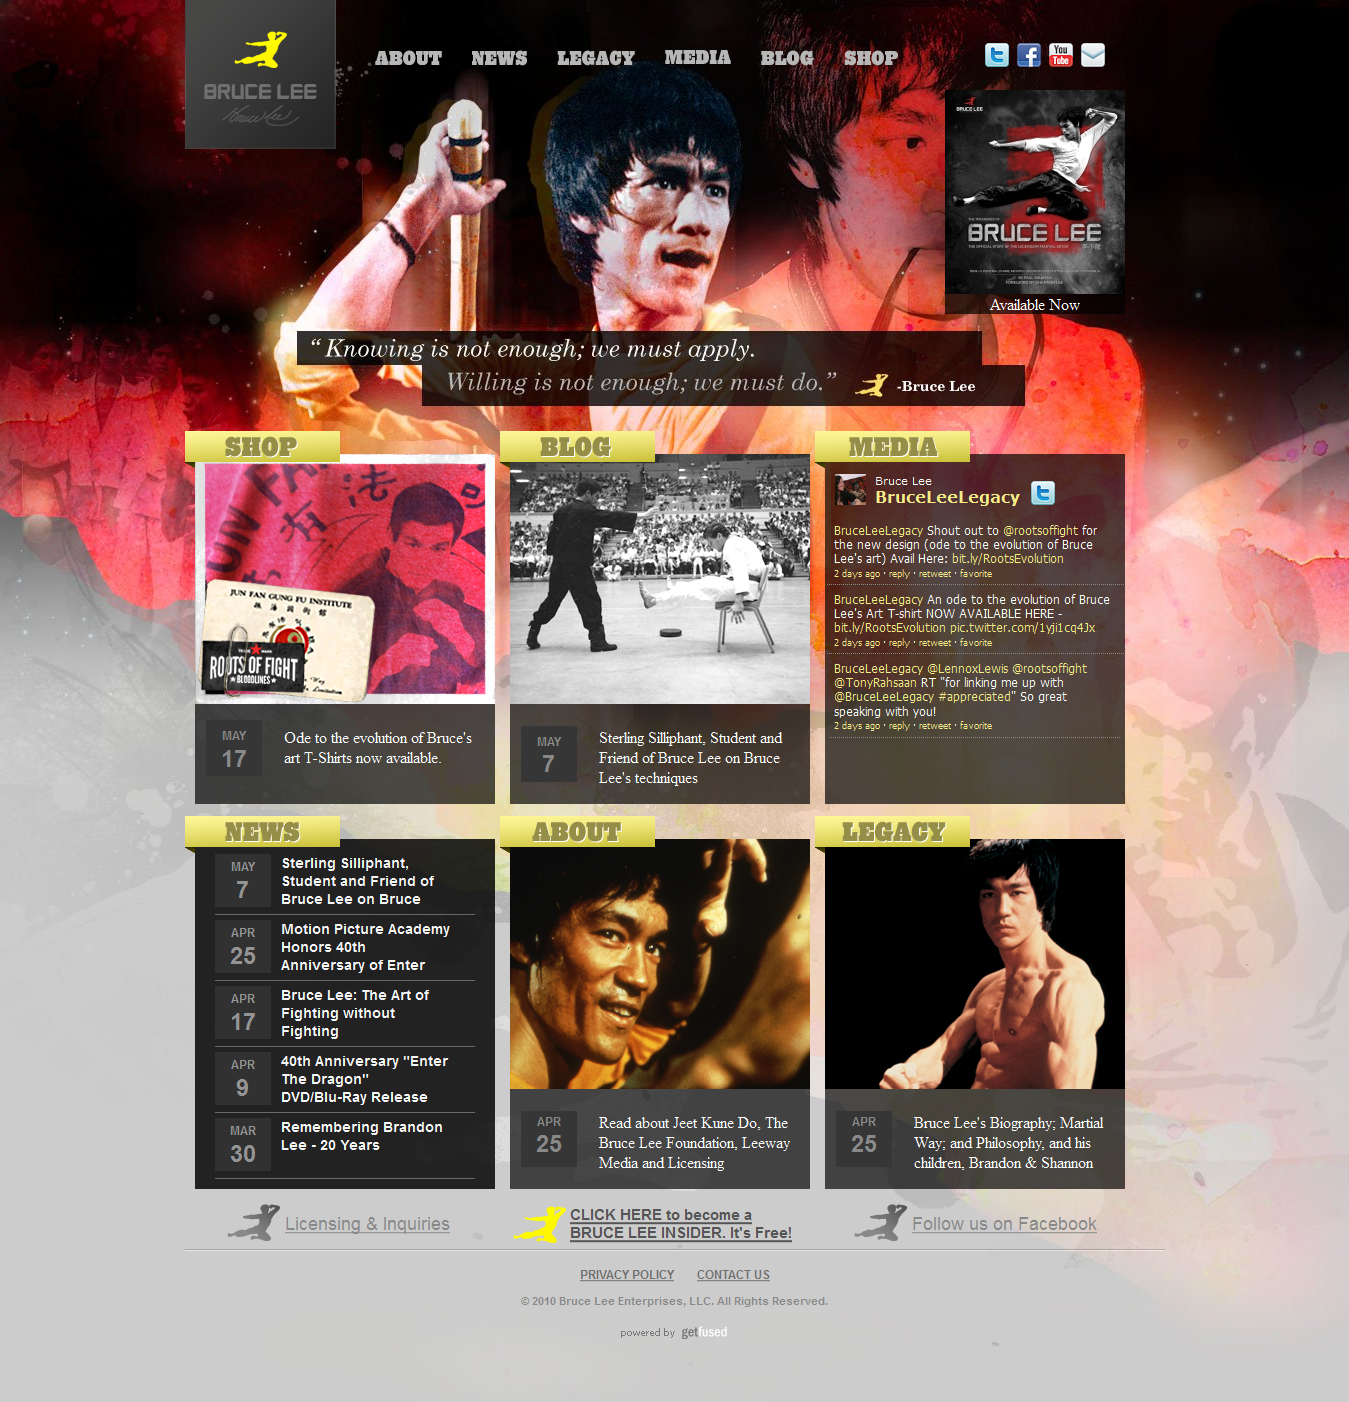 BRUCE LEE
ABOUT
NEWS
LEGACY
MEDIA
BLOG
SHOP
You
Tube
BRUCE LEE
BRUCE LEE
Available Now
“ Knowing is not enough; we must apply.
Willing is not enough; we must do.”
-Bruce Lee
SHOP
JUN FAN GUNG FU INSTITUTE
ROOTS OF FIGHT
BLOODLINES
MAY
17
Ode to the evolution of Bruce's
art T-Shirts now available.
BLOG
MAY
7
Sterling Silliphant, Student and
Friend of Bruce Lee on Bruce
Lee's techniques
MEDIA
Bruce Lee
BruceLeeLegacy
BruceLeeLegacy Shout out to @rootsoffight for
the new design (ode to the evolution of Bruce
Lee's art) Avail Here: bit.ly/RootsEvolution
2 days ago · reply · retweet · favorite
BruceLeeLegacy An ode to the evolution of Bruce
Lee's Art T-shirt NOW AVAILABLE HERE -
bit.ly/RootsEvolution pic.twitter.com/1yji1cq4Jx
2 days ago · reply · retweet · favorite
BruceLeeLegacy @LennoxLewis @rootsoffight
@TonyRahsaan RT "for linking me up with
@BruceLeeLegacy #appreciated" So great
speaking with you!
2 days ago · reply · retweet · favorite
NEWS
MAY
7
Sterling Silliphant,
Student and Friend of
Bruce Lee on Bruce
APR
25
Motion Picture Academy
Honors 40th
Anniversary of Enter
APR
17
Bruce Lee: The Art of
Fighting without
Fighting
APR
9
40th Anniversary "Enter
The Dragon"
DVD/Blu-Ray Release
MAR
30
Remembering Brandon
Lee - 20 Years
ABOUT
APR
25
Read about Jeet Kune Do, The
Bruce Lee Foundation, Leeway
Media and Licensing
LEGACY
APR
25
Bruce Lee's Biography; Martial
Way; and Philosophy, and his
children, Brandon & Shannon
Licensing & Inquiries
CLICK HERE to become a
BRUCE LEE INSIDER. It's Free!
Follow us on Facebook
PRIVACY POLICY
CONTACT US
© 2010 Bruce Lee Enterprises, LLC. All Rights Reserved.
powered by getfused